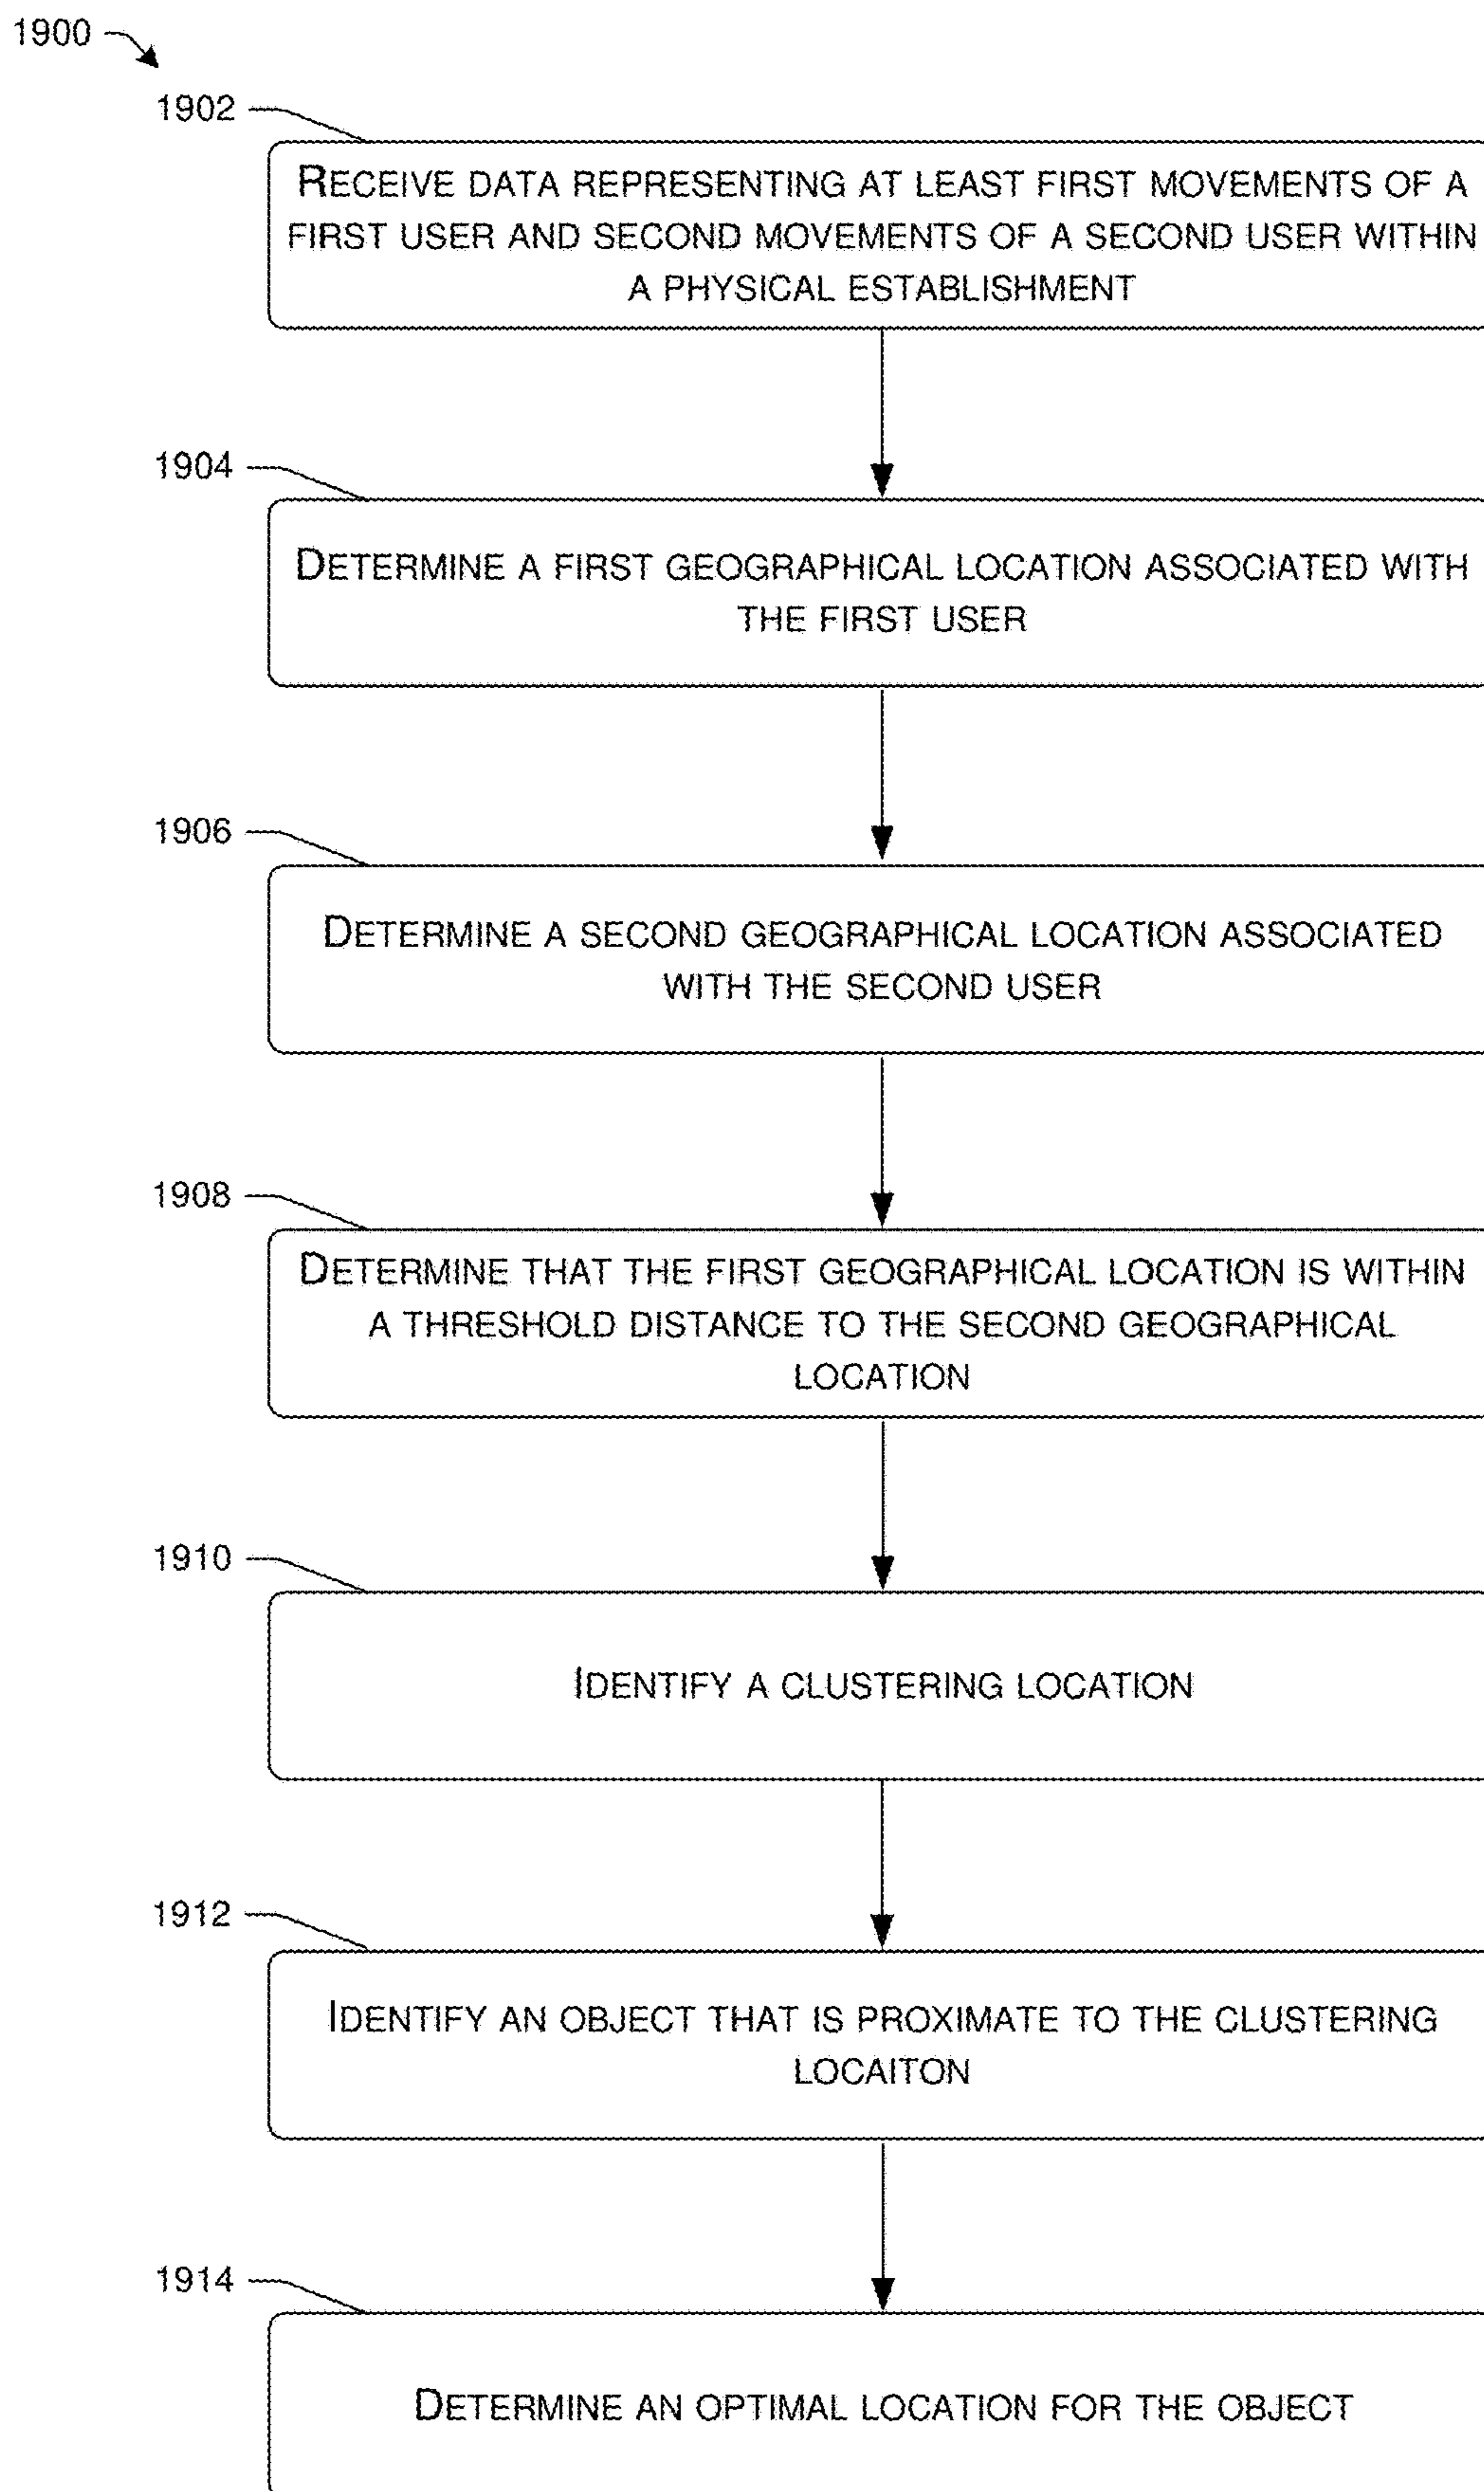 1900
1902
RECEIVE DATA REPRESENTING AT LEAST FIRST MOVEMENTS OF A
FIRST USER AND SECOND MOVEMENTS OF A SECOND USER WITHIN
A PHYSICAL ESTABLISHMENT
1904
DETERMINE A FIRST GEOGRAPHICAL LOCATION ASSOCIATED WITH
THE FIRST USER
1906
DETERMINE A SECOND GEOGRAPHICAL LOCATION ASSOCIATED
WITH THE SECOND USER
1908
DETERMINE THAT THE FIRST GEOGRAPHICAL LOCATION IS WITHIN
A THRESHOLD DISTANCE TO THE SECOND GEOGRAPHICAL
LOCATION
1910
IDENTIFY A CLUSTERING LOCATION
1912
IDENTIFY AN OBJECT THAT IS PROXIMATE TO THE CLUSTERING
LOCAITON
1914
DETERMINE AN OPTIMAL LOCATION FOR THE OBJECT